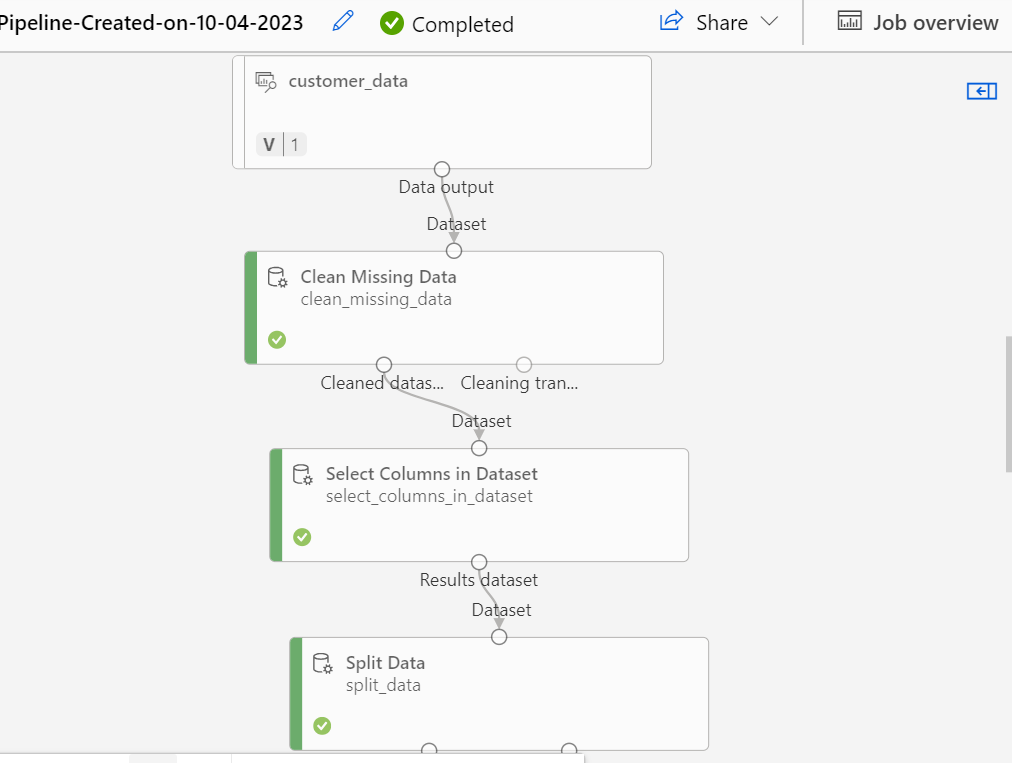 Pipeline-Created-on-10-04-2023 Completed Share Job overview
customer_data
V 1
Data output
Dataset
Clean Missing Data
clean_missing_data
Cleaned datas... Cleaning tran...
Dataset
Select Columns in Dataset
select_columns_in_dataset
Results dataset
Dataset
Split Data
split_data